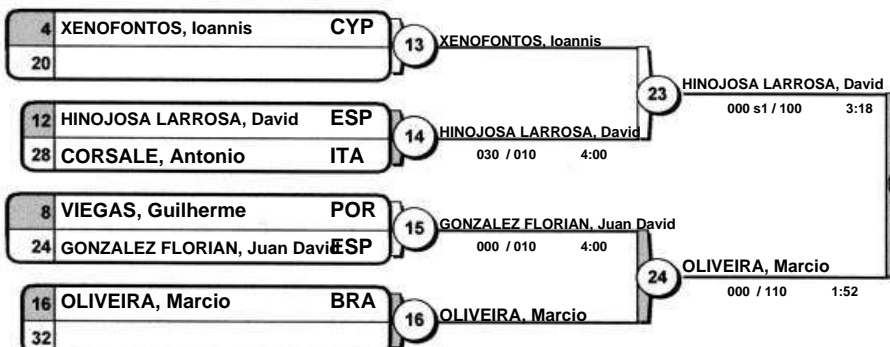 4 XENOFONTOS, Ioannis CYP
20
13
XENOFONTOS, Ioannis
12 HINOJOSA LARROSA, David ESP
28 CORSALE, Antonio ITA
14
HINOJOSA LARROSA, David
030 / 010 4:00
23
HINOJOSA LARROSA, David
000 s1 / 100 3:18
8 VIEGAS, Guilherme POR
24 GONZALEZ FLORIAN, Juan David ESP
15
GONZALEZ FLORIAN, Juan David
000 / 010 4:00
16 OLIVEIRA, Marcio BRA
32
16
OLIVEIRA, Marcio
24
OLIVEIRA, Marcio
000 / 110 1:52